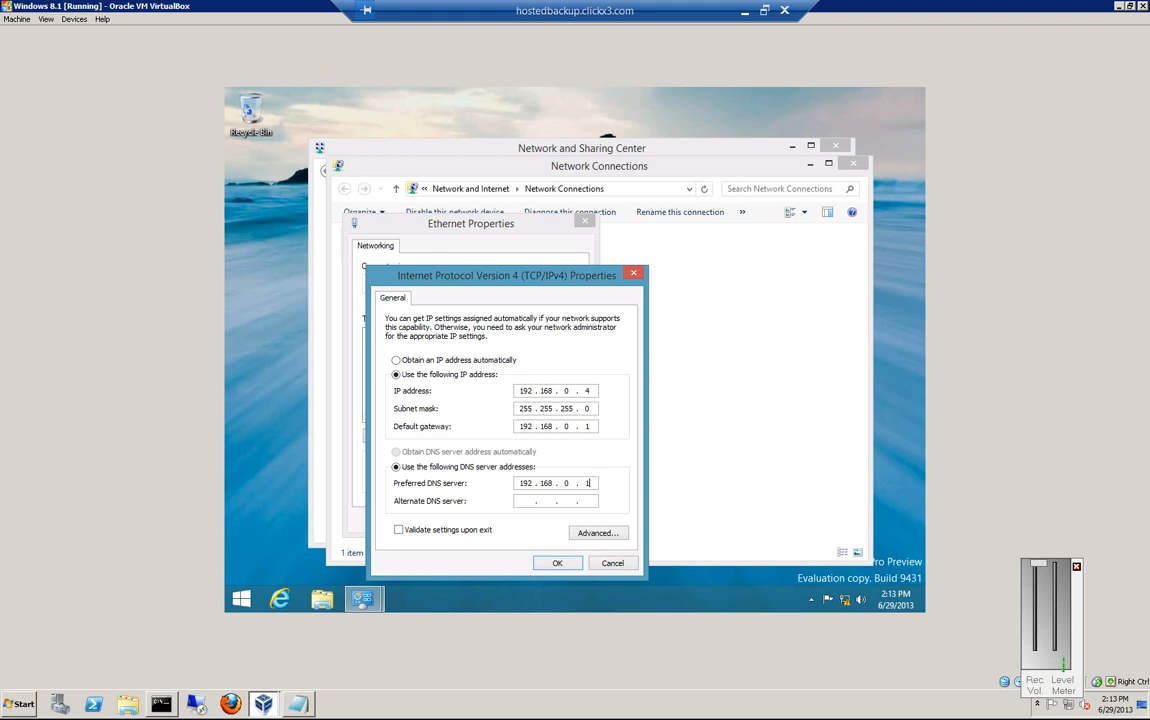 Windows 8.1 [Running] - Oracle VM VirtualBox
hostedbackup.clickx3.com
Machine View Devices Help
Recycle Bin
Network and Sharing Center
Network Connections
« Network and Internet Network Connections
Search Network Connections
Organize Disable this network device Diagnose this connection Rename this connection »
Ethernet Properties
Networking
Internet Protocol Version 4 (TCP/IPv4) Properties
General
You can get IP settings assigned automatically if your network supports
this capability. Otherwise, you need to ask your network administrator
for the appropriate IP settings.
Obtain an IP address automatically
Use the following IP address:
IP address: 192 . 168 . 0 . 4
Subnet mask: 255 . 255 . 255 . 0
Default gateway: 192 . 168 . 0 . 1
Obtain DNS server address automatically
Use the following DNS server addresses:
Preferred DNS server: 192 . 168 . 0 . 1
Alternate DNS server: . . .
Validate settings upon exit
Advanced...
1 item
OK Cancel
Pro Preview
Evaluation copy. Build 9431
2:13 PM
6/29/2013
Rec. Vol.
Level Meter
Right Ctrl
Start
2:13 PM
6/29/2013